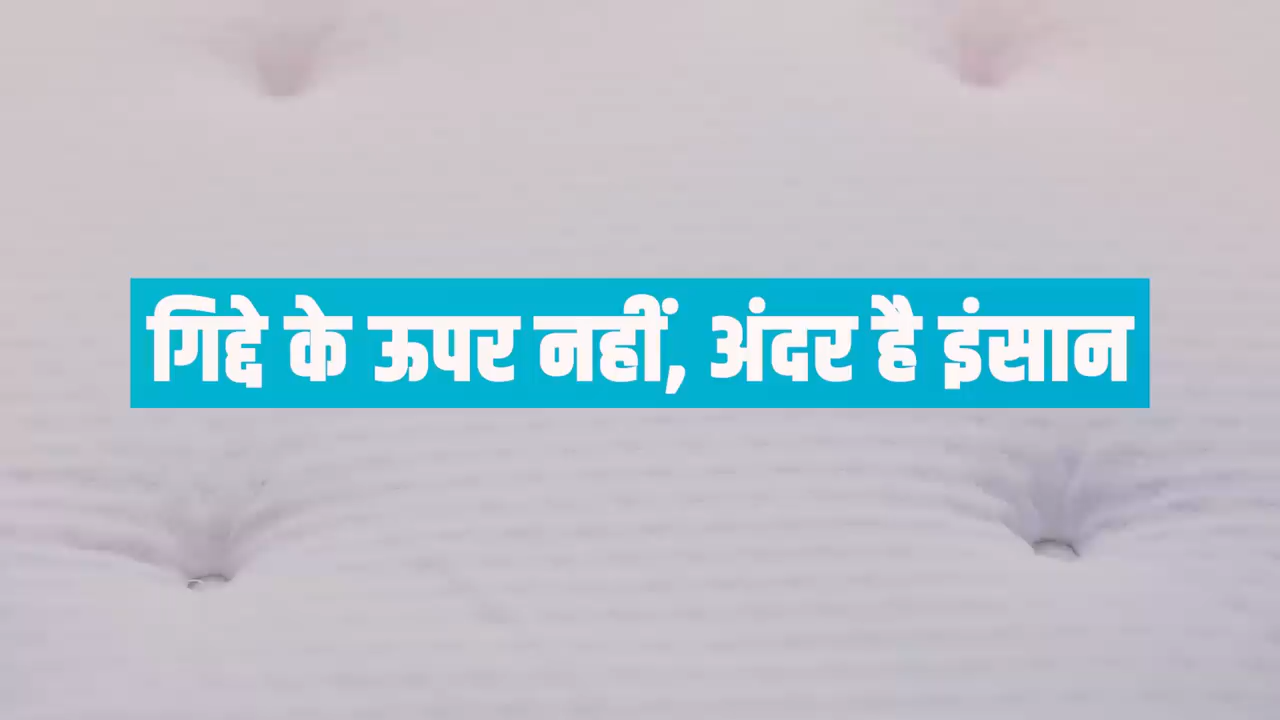 गिद्दे के ऊपर नहीं, अंदर है इंसान